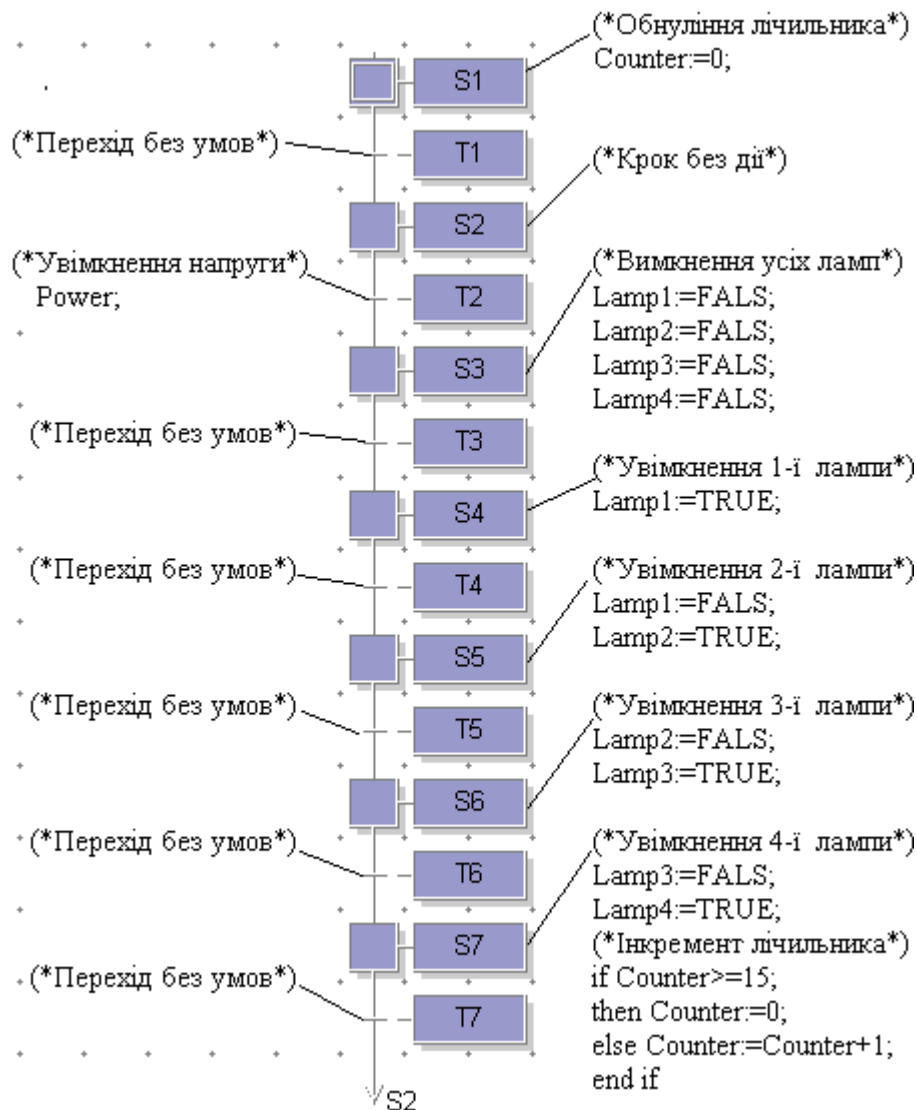 (*Обнуління лічильника*)
Counter:=0;
S1
(*Перехід без умов*)
T1
(*Крок без дії*)
S2
(*Увімкнення напруги*)
Power;
T2
(*Вимкнення усіх ламп*)
Lamp1:=FALS;
Lamp2:=FALS;
Lamp3:=FALS;
Lamp4:=FALS;
S3
(*Перехід без умов*)
T3
(*Увімкнення 1-ї лампи*)
Lamp1:=TRUE;
S4
(*Перехід без умов*)
T4
(*Увімкнення 2-ї лампи*)
Lamp1:=FALS;
Lamp2:=TRUE;
S5
(*Перехід без умов*)
T5
(*Увімкнення 3-ї лампи*)
Lamp2:=FALS;
Lamp3:=TRUE;
S6
(*Перехід без умов*)
T6
(*Увімкнення 4-ї лампи*)
Lamp3:=FALS;
Lamp4:=TRUE;
(*Інкремент лічильника*)
if Counter>=15;
then Counter:=0;
else Counter:=Counter+1;
end if
S7
(*Перехід без умов*)
T7
S2